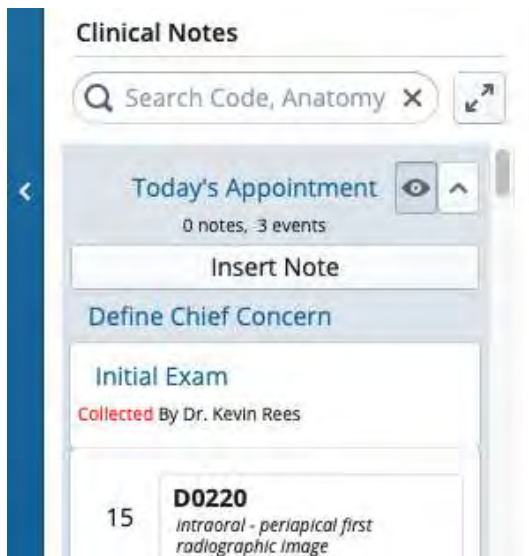 Clinical Notes
Search Code, Anatomy
Today's Appointment
0 notes, 3 events
Insert Note
Define Chief Concern
Initial Exam
Collected By Dr. Kevin Rees
D0220
15
intraoral - periapical first
radiographic image